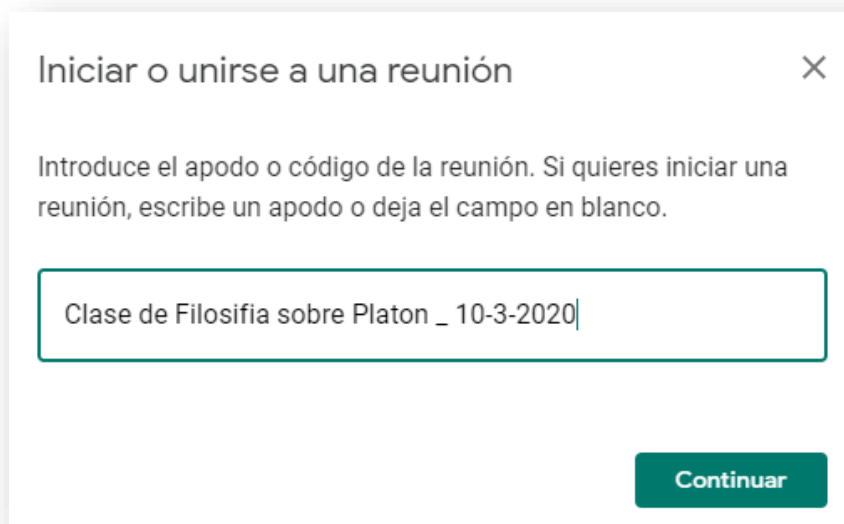 Iniciar o unirse a una reunión
Introduce el apodo o código de la reunión. Si quieres iniciar una
reunión, escribe un apodo o deja el campo en blanco.
Clase de Filosifia sobre Platon _ 10-3-2020
Continuar